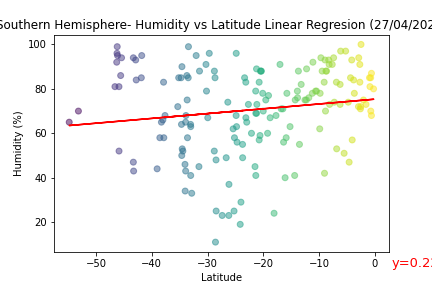 Southern Hemisphere- Humidity vs Latitude Linear Regresion (27/04/202
100
80
60
40
20
Humidity (%)
−50
−40
−30
−20
−10
0
Latitude
y=0.2